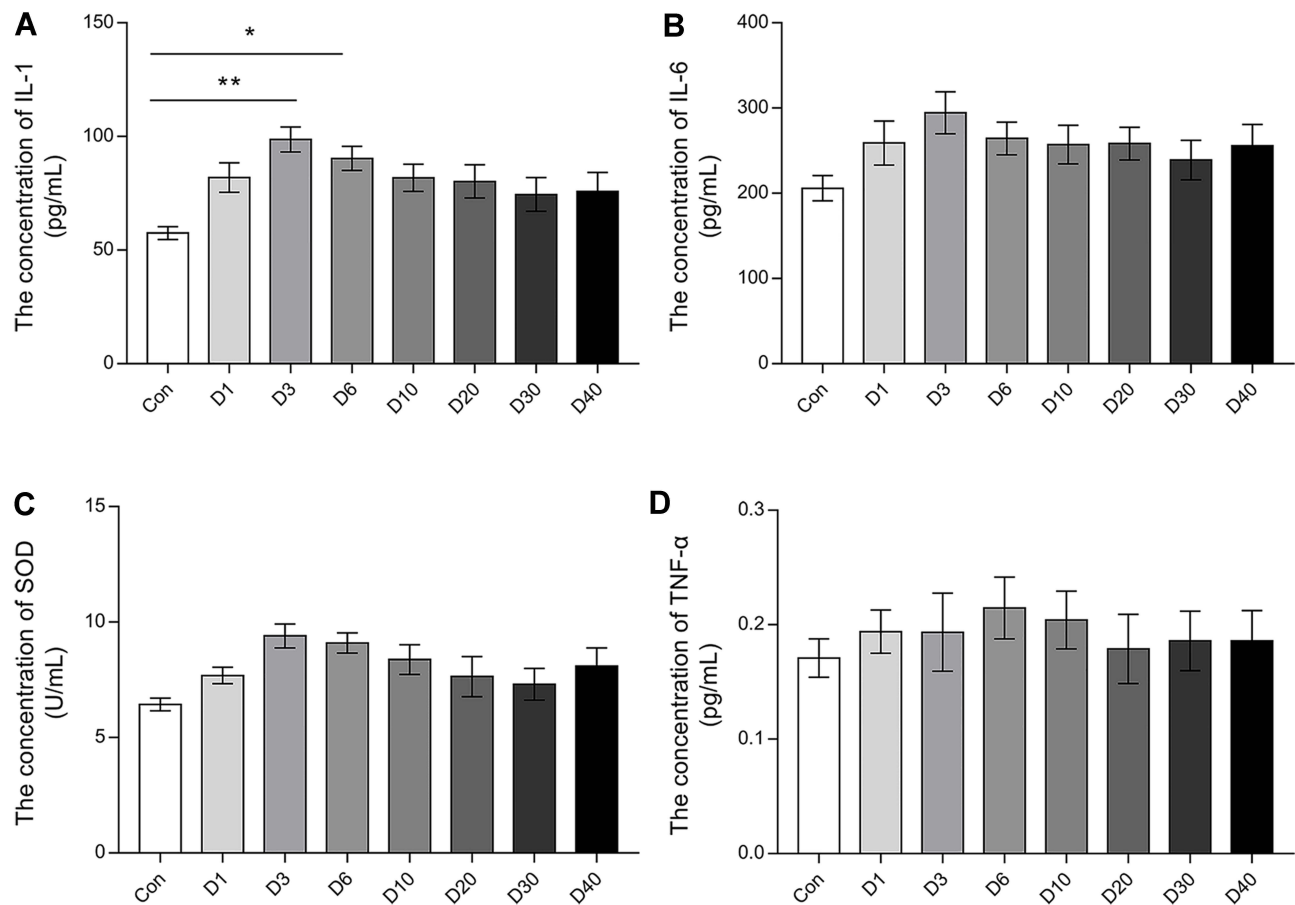 A
The concentration of IL-1
(pg/mL)
150
100
50
0
*
**
Con
D1
D3
D6
D10
D20
D30
D40
B
The concentration of IL-6
(pg/mL)
400
300
200
100
0
Con
D1
D3
D6
D10
D20
D30
D40
C
The concentration of SOD
(U/mL)
15
10
5
0
Con
D1
D3
D6
D10
D20
D30
D40
D
The concentration of TNF-α
(pg/mL)
0.3
0.2
0.1
0.0
Con
D1
D3
D6
D10
D20
D30
D40